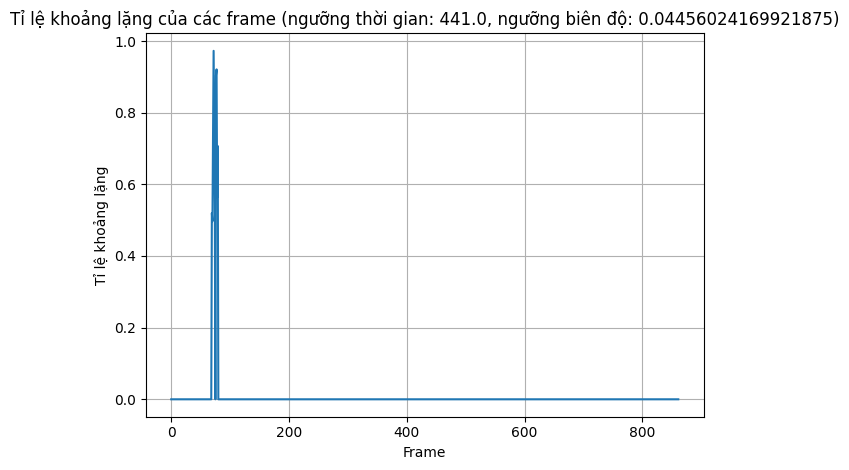 Tỉ lệ khoảng lặng của các frame (ngưỡng thời gian: 441.0, ngưỡng biên độ: 0.04456024169921875)
1.0
0.8
0.6
0.4
0.2
0.0
Tỉ lệ khoảng lặng
0 200 400 600 800
Frame